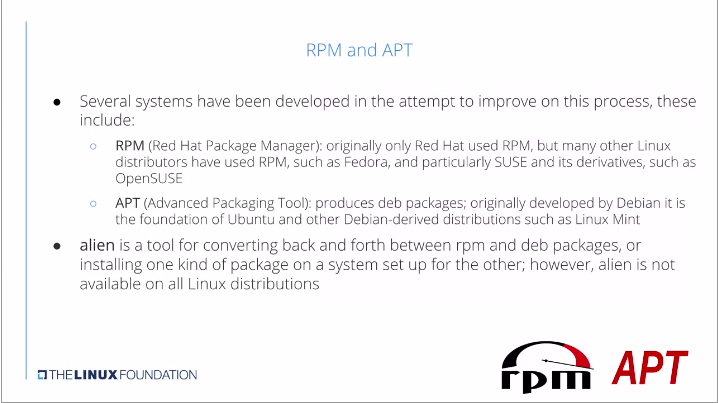 RPM and APT
● Several systems have been developed in the attempt to improve on this process, these
include:
○ RPM (Red Hat Package Manager): originally only Red Hat used RPM, but many other Linux
distributors have used RPM, such as Fedora, and particularly SUSE and its derivatives, such as
OpenSUSE
○ APT (Advanced Packaging Tool): produces deb packages; originally developed by Debian it is
the foundation of Ubuntu and other Debian-derived distributions such as Linux Mint
● alien is a tool for converting back and forth between rpm and deb packages, or
installing one kind of package on a system set up for the other; however, alien is not
available on all Linux distributions
THE LINUX FOUNDATION
rpm
APT